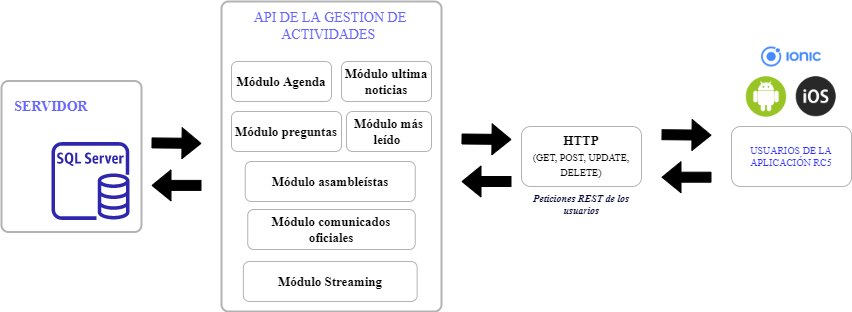 SERVIDOR
SQL Server
API DE LA GESTION DE
ACTIVIDADES
Módulo Agenda
Módulo ultima
noticias
Módulo preguntas
Módulo más
leído
Módulo asambleístas
Módulo comunicados
oficiales
Módulo Streaming
HTTP
(GET, POST, UPDATE,
DELETE)
Peticiones REST de los
usuarios
IONIC
iOS
USUARIOS DE LA
APLICACIÓN RC5